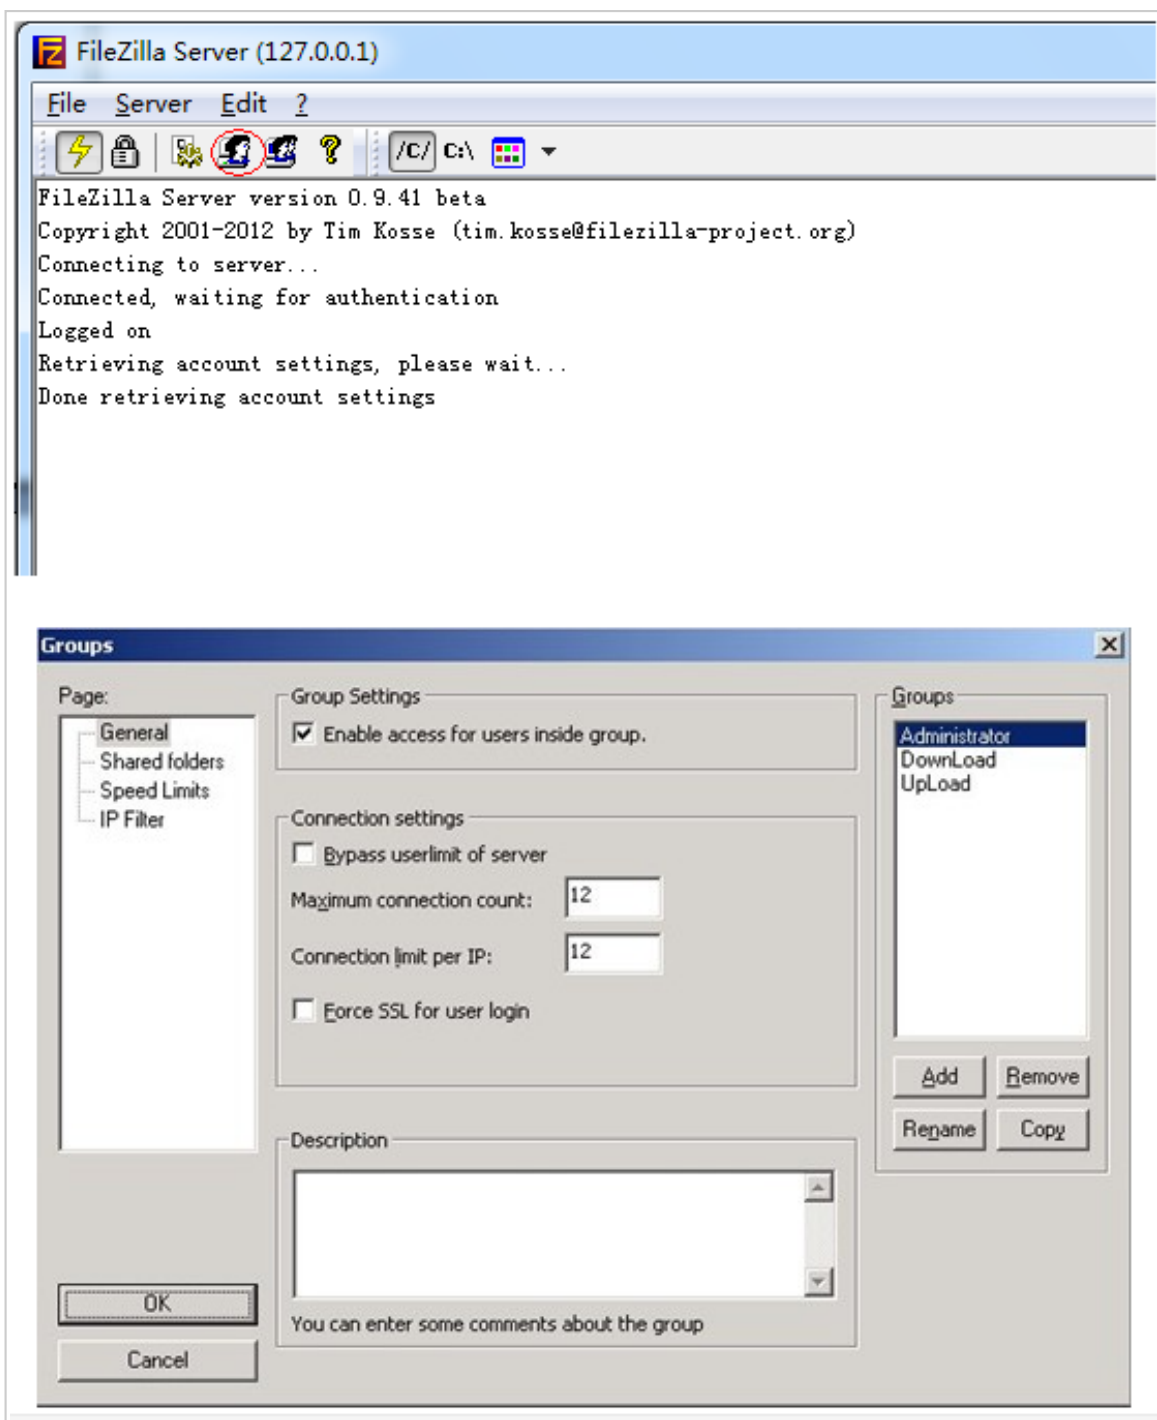 FileZilla Server (127.0.0.1)
File Server Edit ?
/C/ C:\
FileZilla Server version 0.9.41 beta
Copyright 2001-2012 by Tim Kosse (tim.kosse@filezilla-project.org)
Connecting to server...
Connected, waiting for authentication
Logged on
Retrieving account settings, please wait...
Done retrieving account settings
Groups
Page:
General
Shared folders
Speed Limits
IP Filter
Group Settings
Enable access for users inside group.
Connection settings
Bypass userlimit of server
Maximum connection count: 12
Connection limit per IP: 12
Force SSL for user login
Description
You can enter some comments about the group
Groups
Administrator
DownLoad
UpLoad
Add Remove
Rename Copy
OK
Cancel